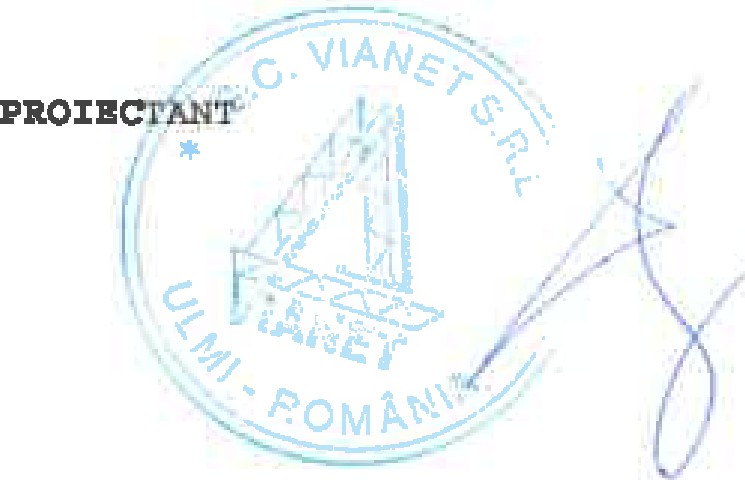 PROIECTANT
S.C. VIANET S.R.L
* ULMI - ROMÂNIA
VIANET